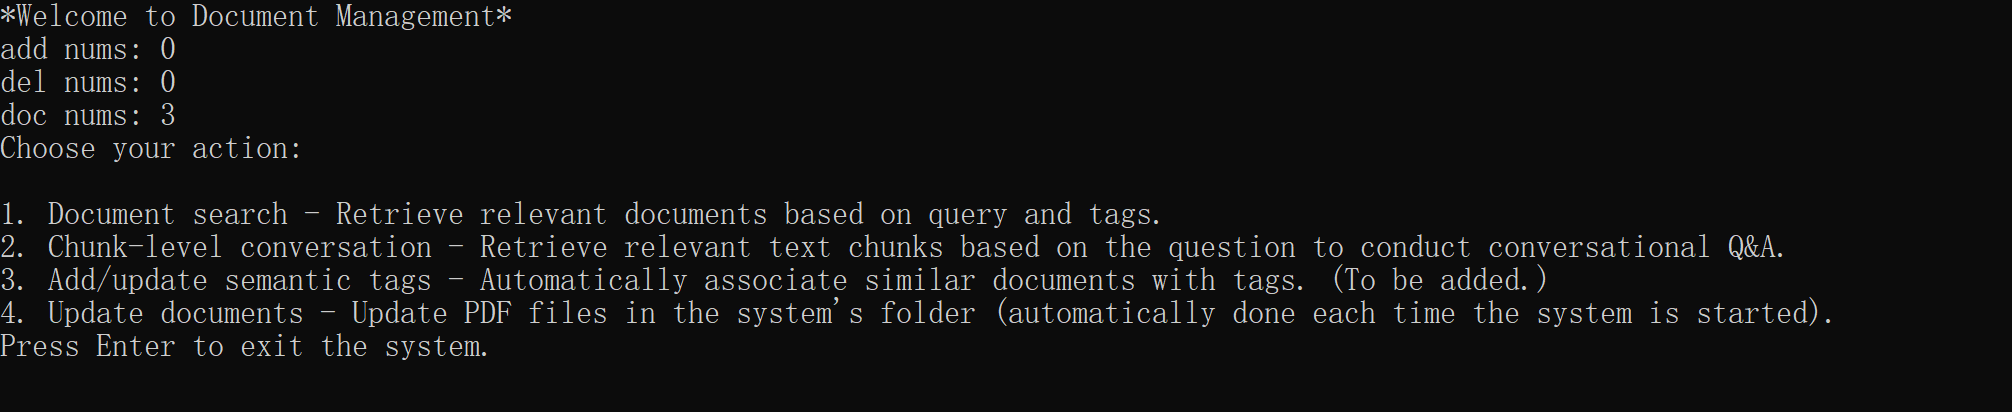 *Welcome to Document Management*
add nums: 0
del nums: 0
doc nums: 3
Choose your action:
1. Document search - Retrieve relevant documents based on query and tags.
2. Chunk-level conversation - Retrieve relevant text chunks based on the question to conduct conversational Q&A.
3. Add/update semantic tags - Automatically associate similar documents with tags. (To be added.)
4. Update documents - Update PDF files in the system's folder (automatically done each time the system is started).
Press Enter to exit the system.